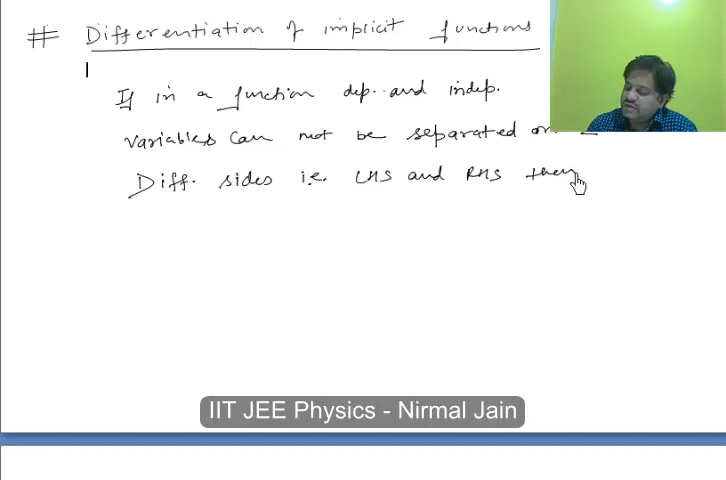 # Differentiation of implicit functions
If in a function dep. and indep.
variables can not be separated on 2
Diff. sides i.e. LHS and RHS then
IIT JEE Physics - Nirmal Jain